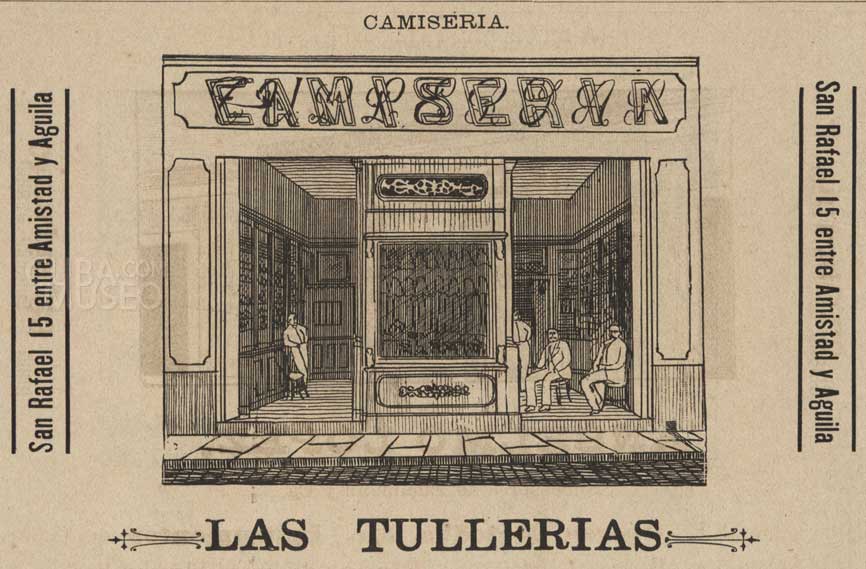 CAMISERIA.
CAMISERIA
San Rafael 15 entre Amistad y Aguila
San Rafael 15 entre Amistad y Aguila
CUBA.COM
MUSEO
LAS TULLERIAS